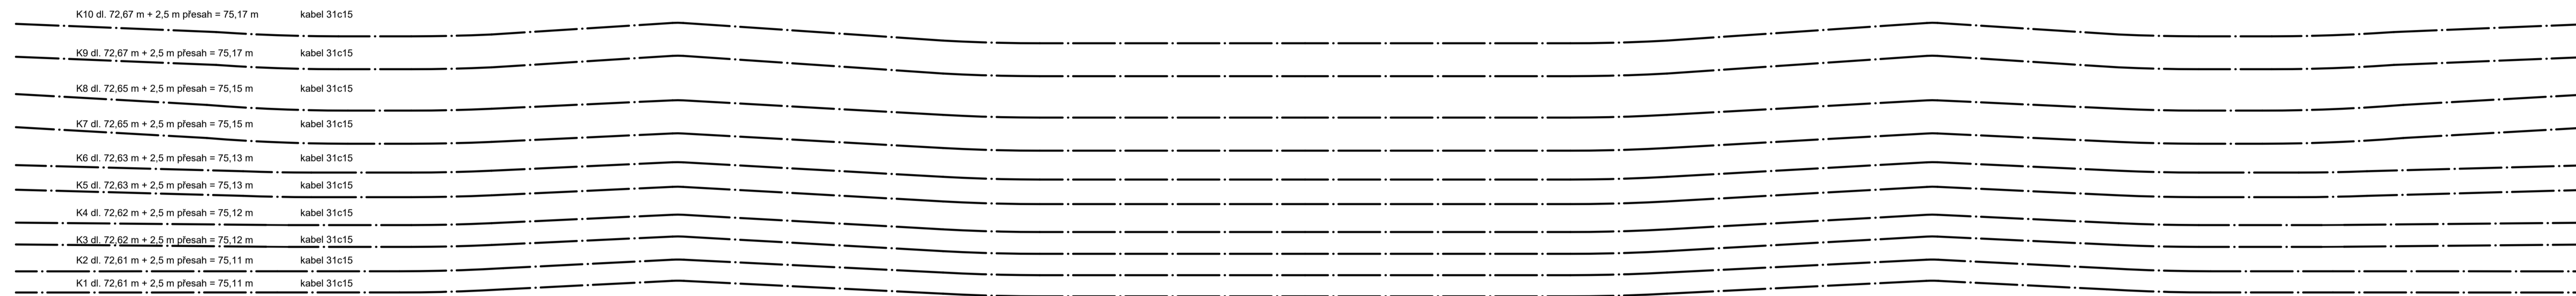 K10 dl. 72,67 m + 2,5 m přesah = 75,17 m kabel 31c15
K9 dl. 72,67 m + 2,5 m přesah = 75,17 m kabel 31c15
K8 dl. 72,65 m + 2,5 m přesah = 75,15 m kabel 31c15
K7 dl. 72,65 m + 2,5 m přesah = 75,15 m kabel 31c15
K6 dl. 72,63 m + 2,5 m přesah = 75,13 m kabel 31c15
K5 dl. 72,63 m + 2,5 m přesah = 75,13 m kabel 31c15
K4 dl. 72,62 m + 2,5 m přesah = 75,12 m kabel 31c15
K3 dl. 72,62 m + 2,5 m přesah = 75,12 m kabel 31c15
K2 dl. 72,61 m + 2,5 m přesah = 75,11 m kabel 31c15
K1 dl. 72,61 m + 2,5 m přesah = 75,11 m kabel 31c15